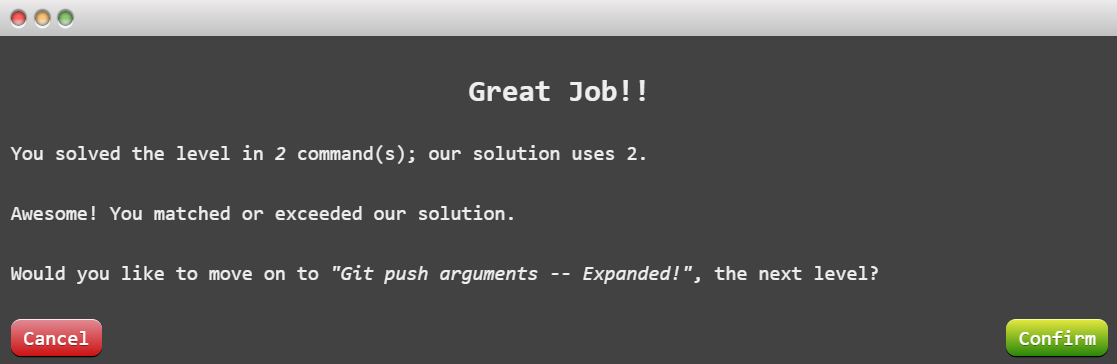 Great Job!!
You solved the level in 2 command(s); our solution uses 2.
Awesome! You matched or exceeded our solution.
Would you like to move on to "Git push arguments -- Expanded!", the next level?
Cancel
Confirm